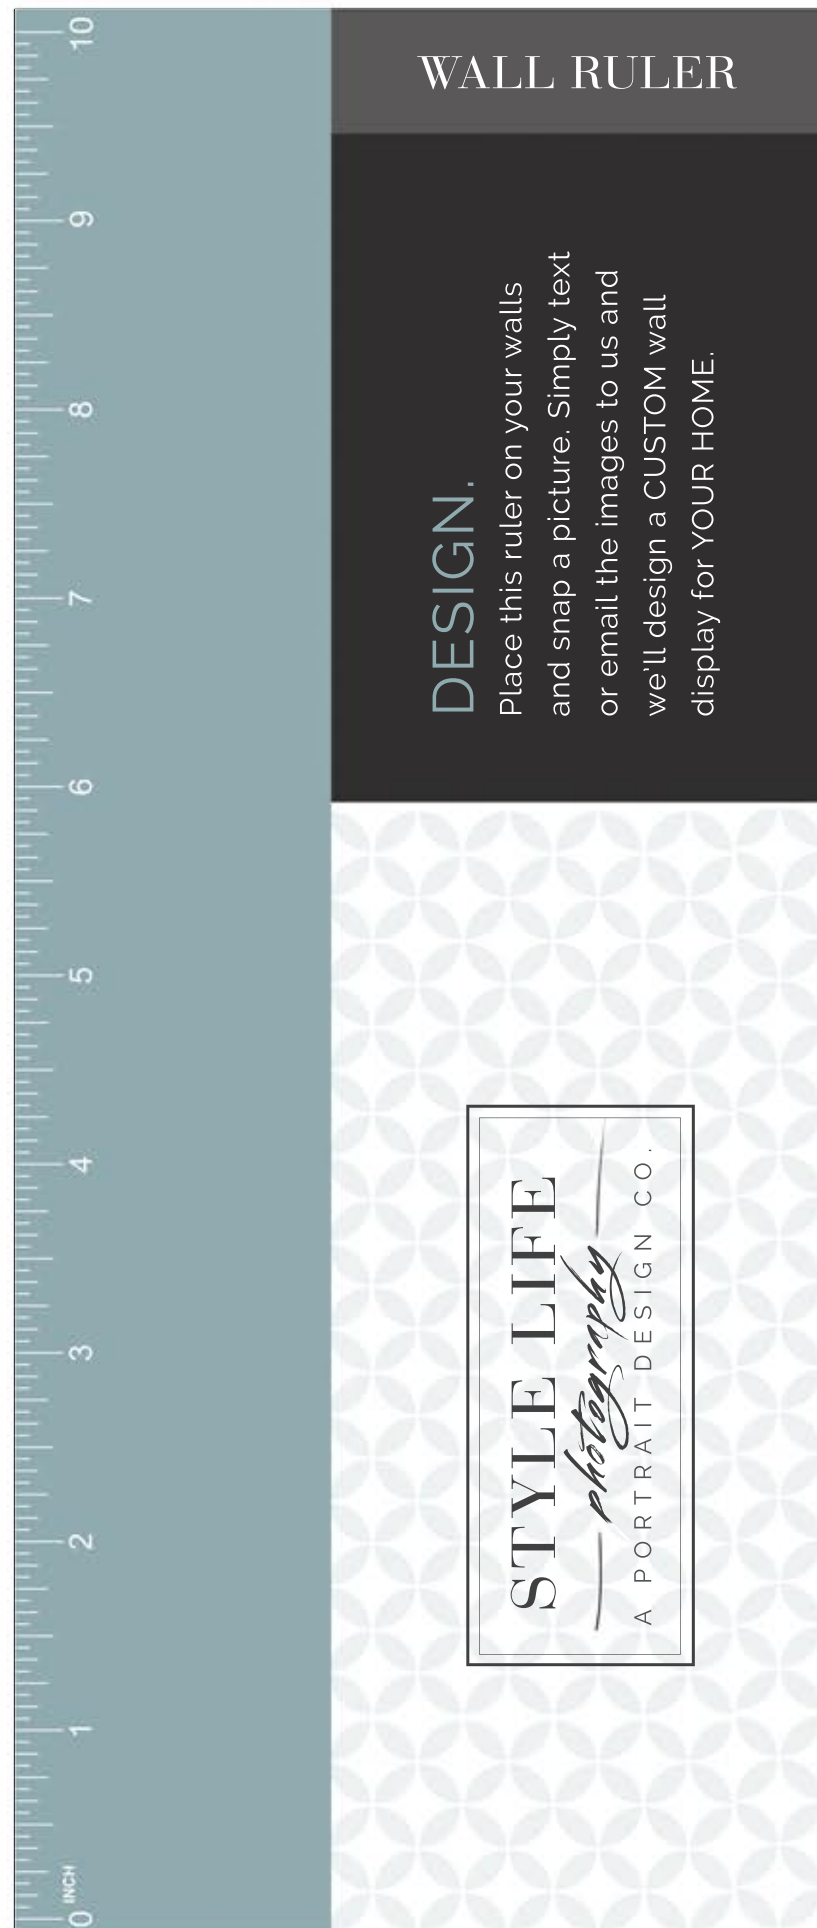 WALL RULER
DESIGN.
Place this ruler on your walls
and snap a picture. Simply text
or email the images to us and
we'll design a CUSTOM wall
display for YOUR HOME.
STYLE LIFE
photography
A PORTRAIT DESIGN CO.
0 INCH 1 2 3 4 5 6 7 8 9 10